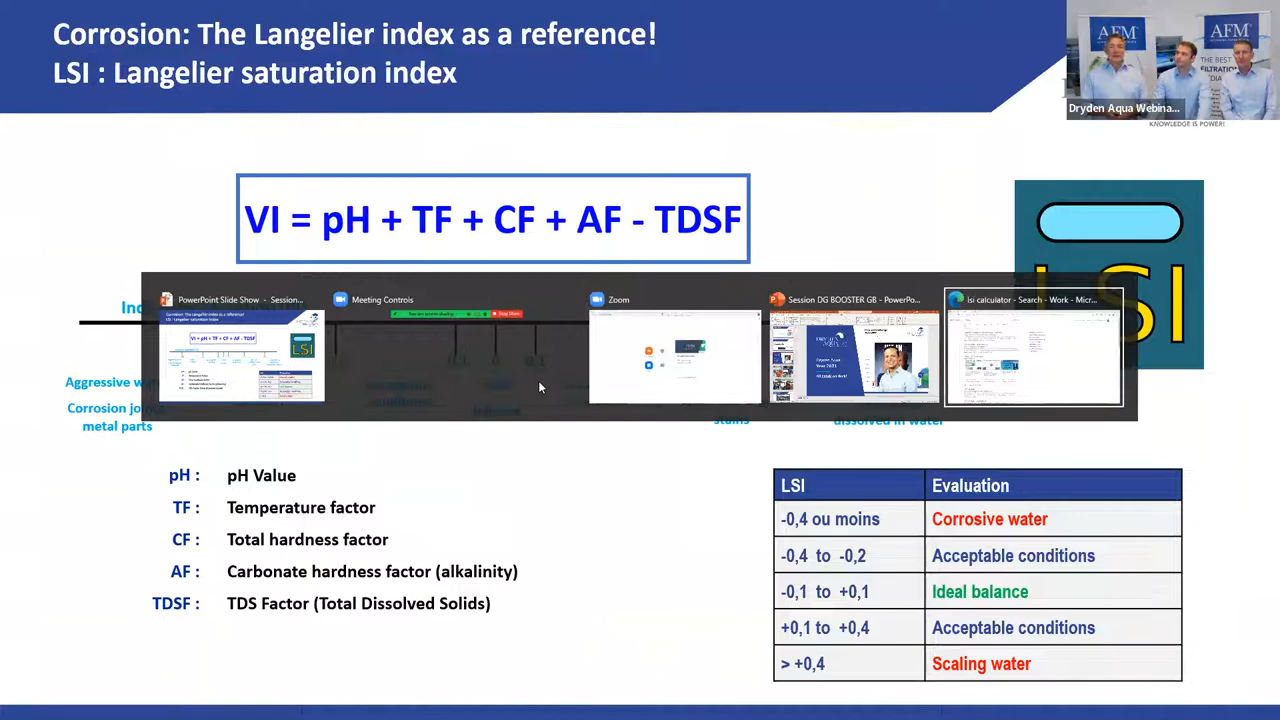 Corrosion: The Langelier index as a reference!
LSI : Langelier saturation index
AFM
AFM
THE BEST
Dryden Aqua Webina...
KNOWLEDGE IS POWER!
VI = pH + TF + CF + AF - TDSF
LSI
PowerPoint Slide Show - Session...
Meeting Controls
Zoom
Session DG BOOSTER GB - PowerPo...
lsi calculator - Search - Work - Micr...
Corrosion
metal parts
stains
dissolved in water
pH : pH Value
TF : Temperature factor
CF : Total hardness factor
AF : Carbonate hardness factor (alkalinity)
TDSF : TDS Factor (Total Dissolved Solids)
LSI Evaluation
-0,4 ou moins Corrosive water
-0,4 to -0,2 Acceptable conditions
-0,1 to +0,1 Ideal balance
+0,1 to +0,4 Acceptable conditions
> +0,4 Scaling water